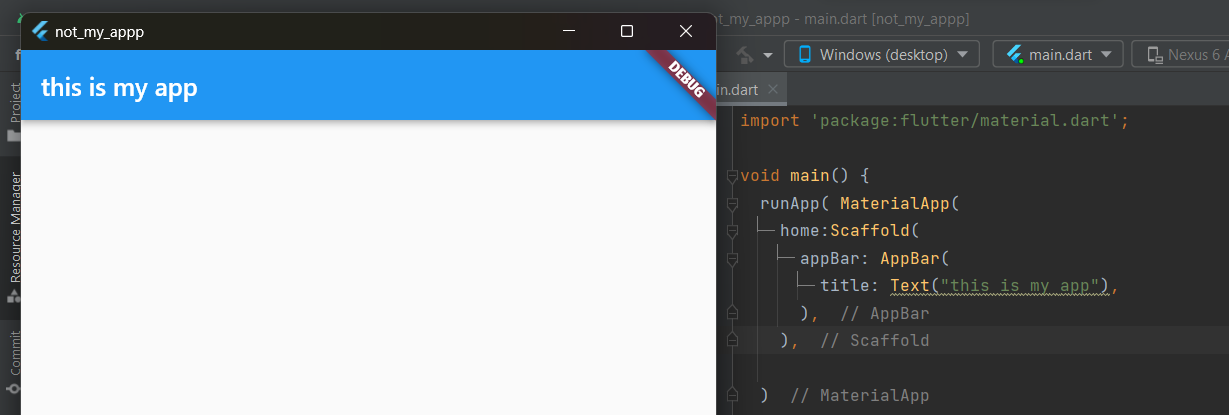 not_my_appp
this is my app
DEBUG
not_my_appp - main.dart [not_my_appp]
Windows (desktop)
main.dart
Nexus 6
Project
Resource Manager
Commit
import 'package:flutter/material.dart';
void main() {
runApp( MaterialApp(
home:Scaffold(
appBar: AppBar(
title: Text("this is my app"),
), // AppBar
), // Scaffold
) // MaterialApp